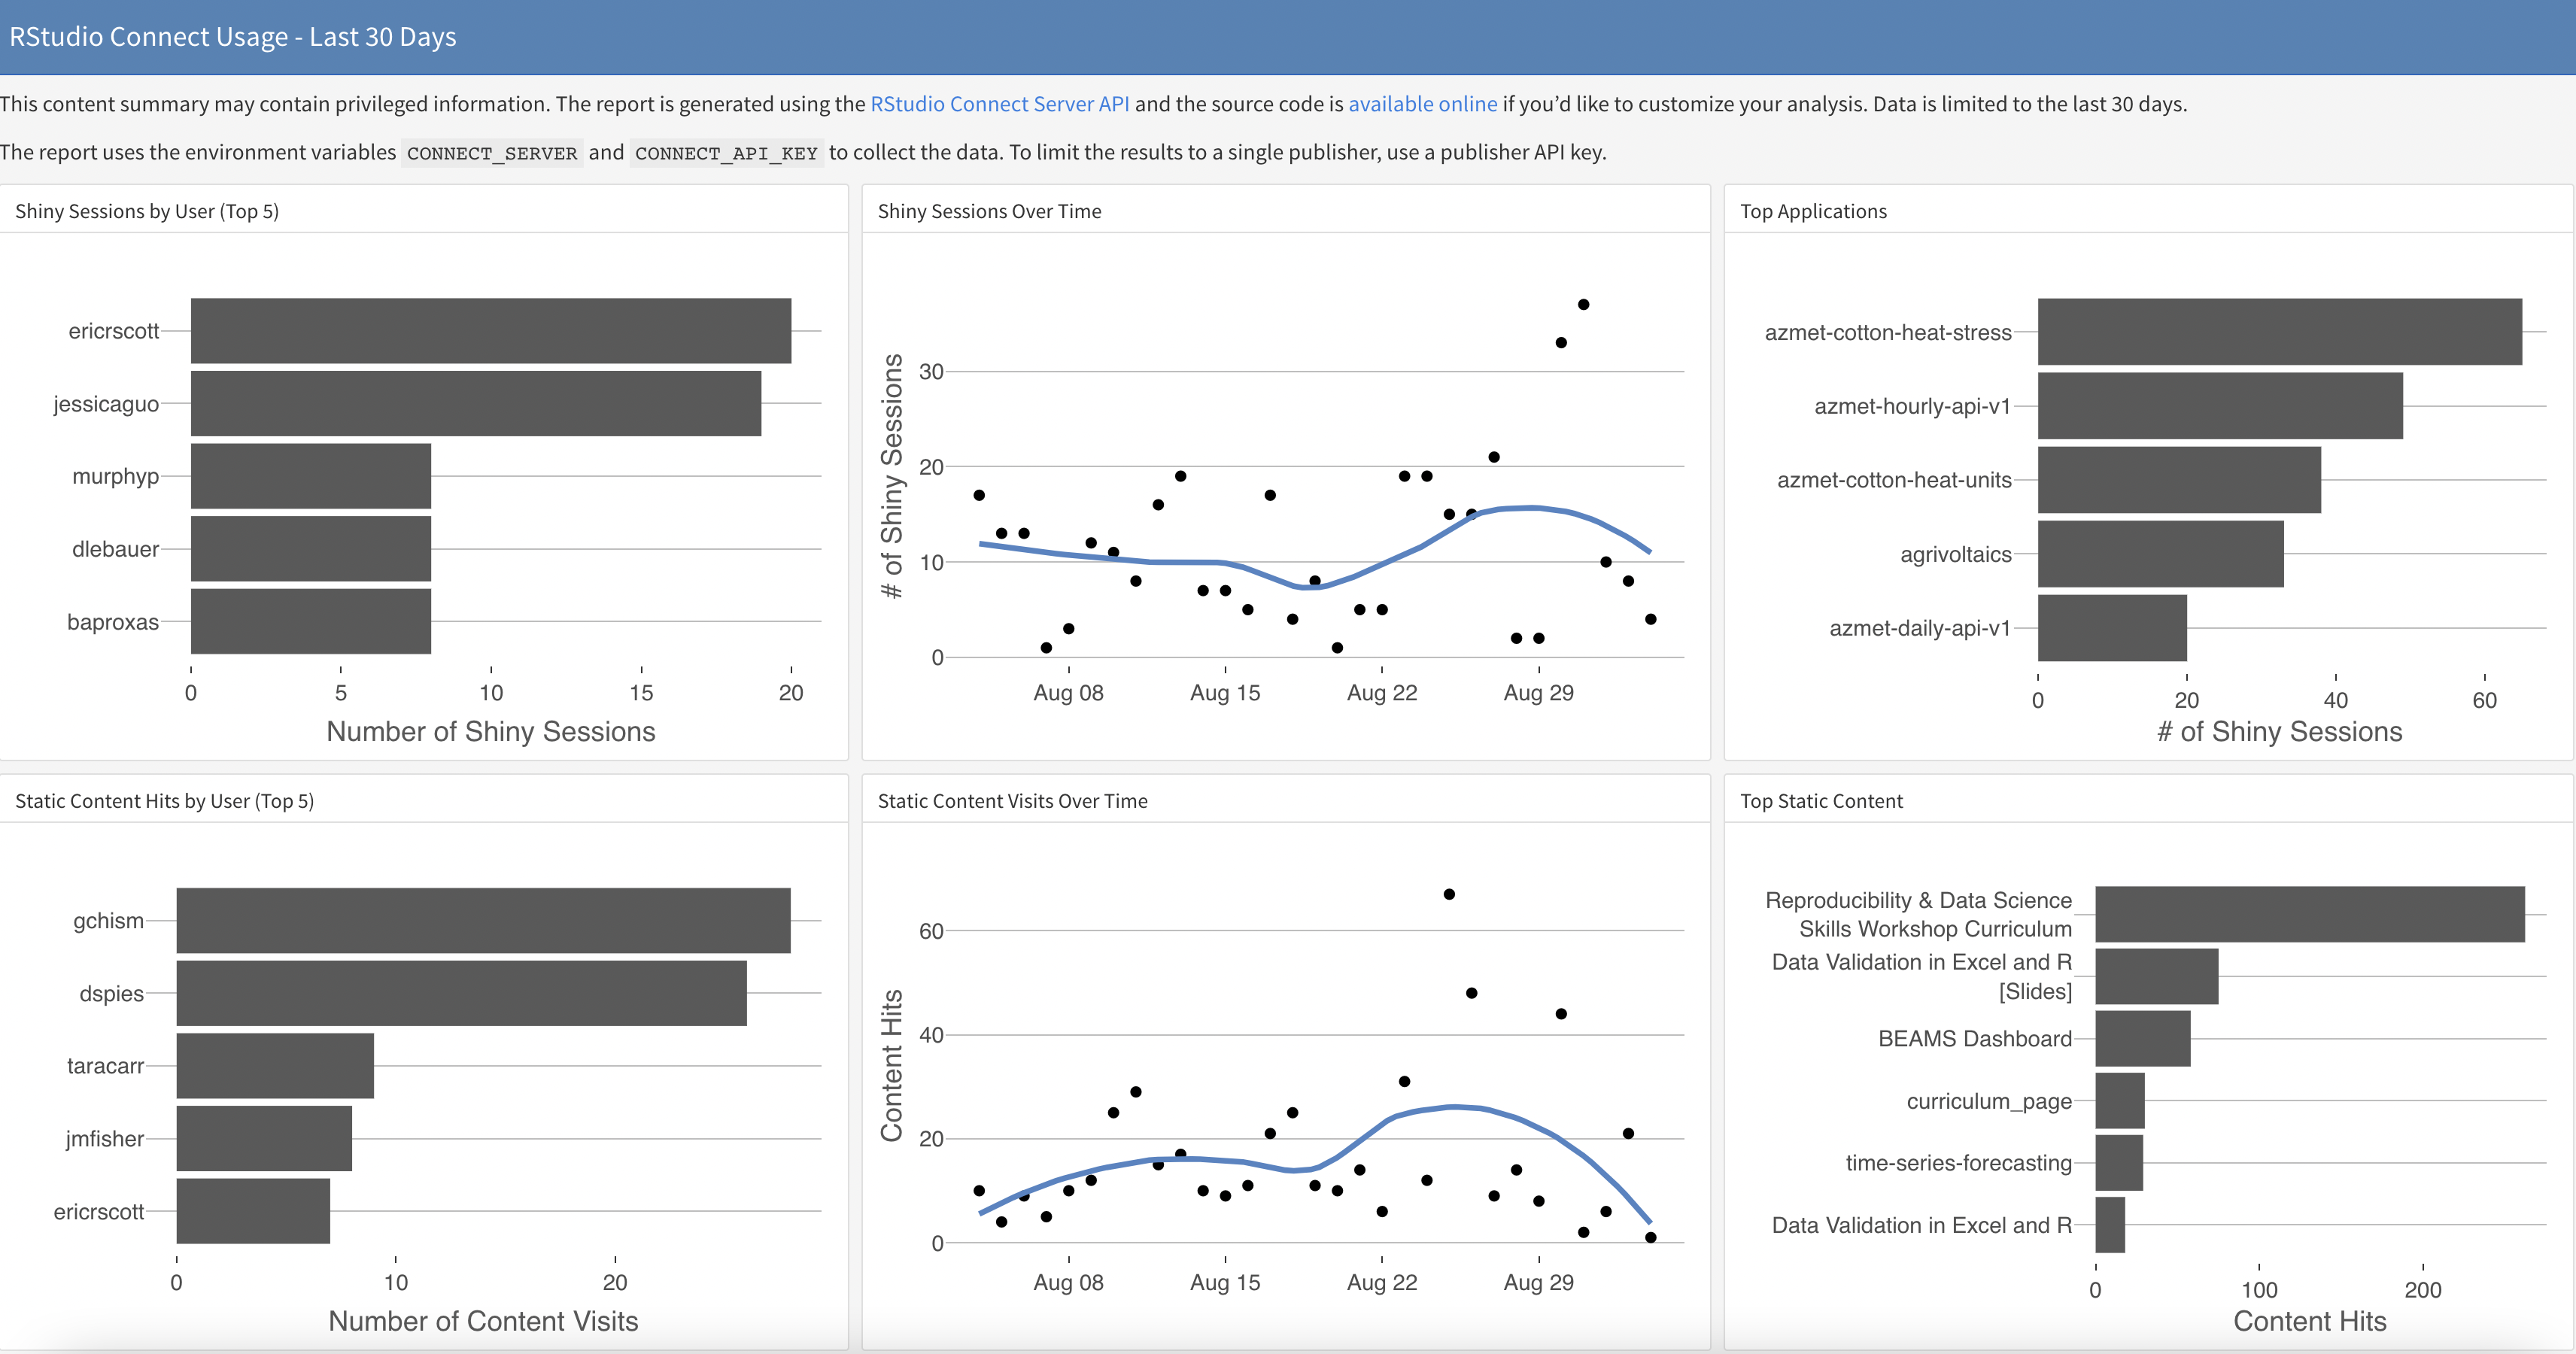 RStudio Connect Usage - Last 30 Days
This content summary may contain privileged information. The report is generated using the RStudio Connect Server API and the source code is available online if you’d like to customize your analysis. Data is limited to the last 30 days.
The report uses the environment variables CONNECT_SERVER and CONNECT_API_KEY to collect the data. To limit the results to a single publisher, use a publisher API key.
Shiny Sessions by User (Top 5)
ericrscott
jessicaguo
murphyp
dlebauer
baproxas
0 5 10 15 20
Number of Shiny Sessions
Shiny Sessions Over Time
# of Shiny Sessions
30
20
10
0
Aug 08 Aug 15 Aug 22 Aug 29
Top Applications
azmet-cotton-heat-stress
azmet-hourly-api-v1
azmet-cotton-heat-units
agrivoltaics
azmet-daily-api-v1
0 20 40 60
# of Shiny Sessions
Static Content Hits by User (Top 5)
gchism
dspies
taracarr
jmfisher
ericrscott
0 10 20
Number of Content Visits
Static Content Visits Over Time
Content Hits
60
40
20
0
Aug 08 Aug 15 Aug 22 Aug 29
Top Static Content
Reproducibility & Data Science
Skills Workshop Curriculum
Data Validation in Excel and R
[Slides]
BEAMS Dashboard
curriculum_page
time-series-forecasting
Data Validation in Excel and R
0 100 200
Content Hits